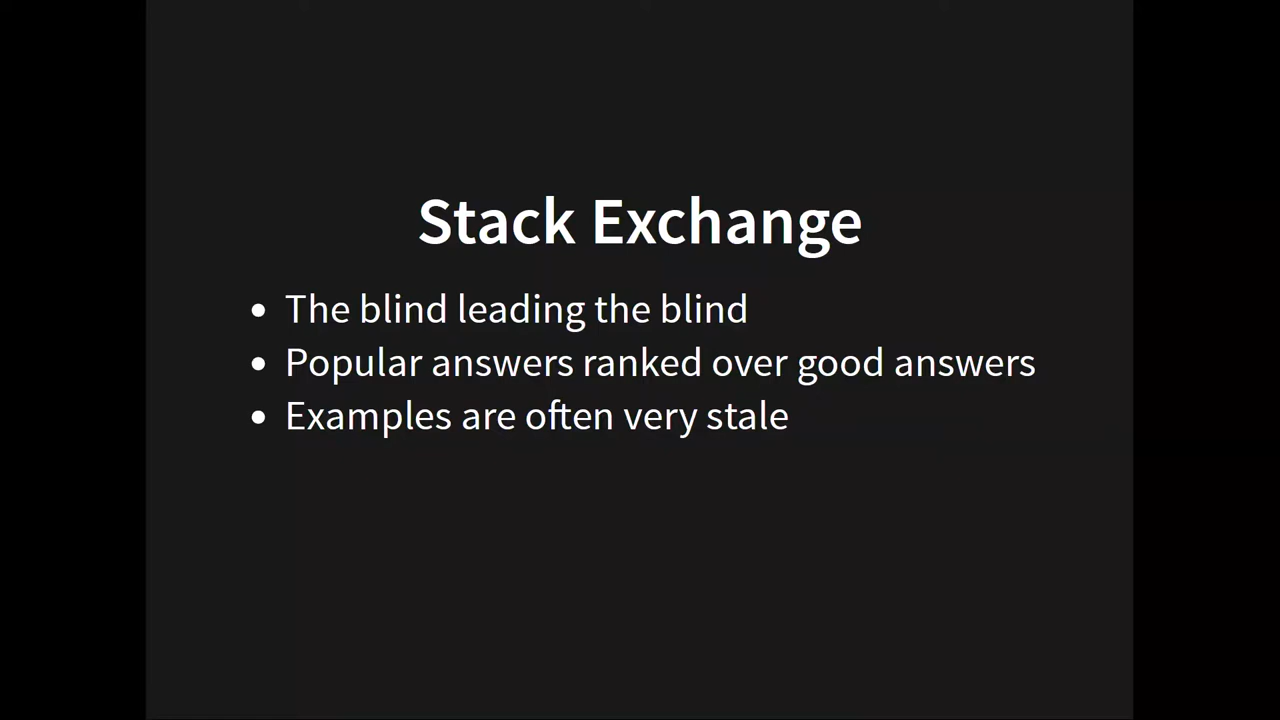 Stack Exchange
• The blind leading the blind
• Popular answers ranked over good answers
• Examples are often very stale